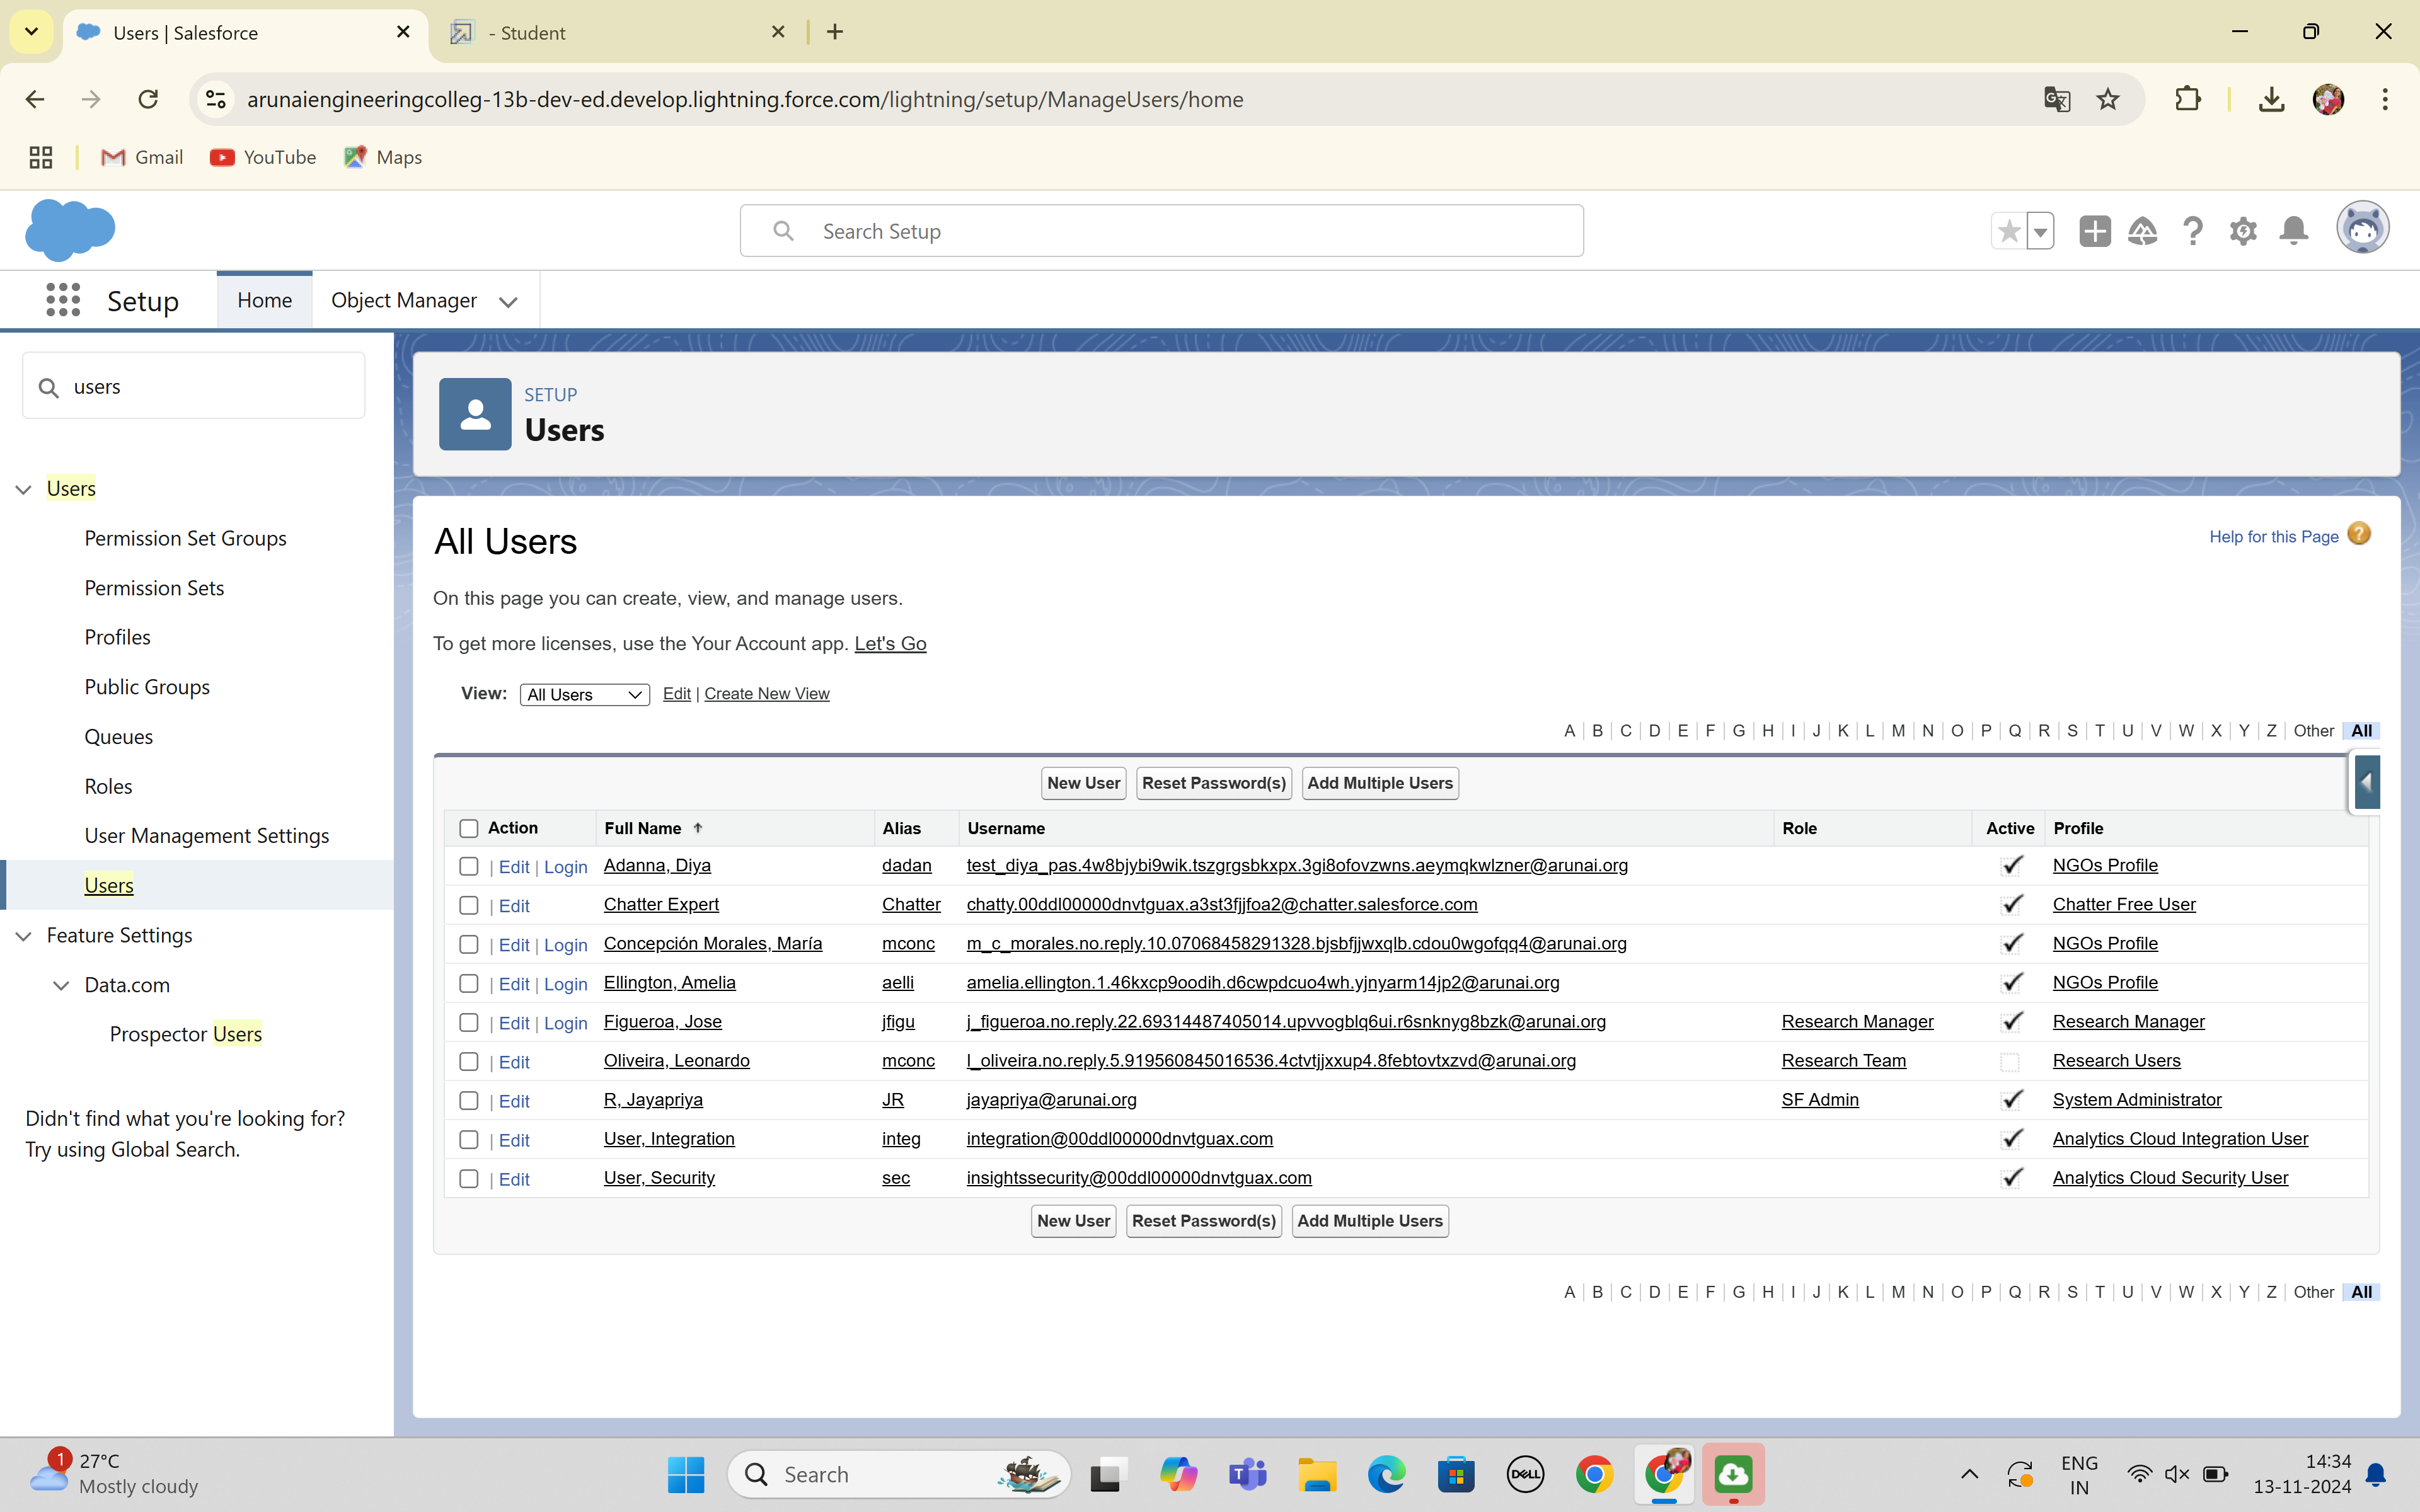 Users | Salesforce
- Student
arunaiengineeringcolleg-13b-dev-ed.develop.lightning.force.com/lightning/setup/ManageUsers/home
Gmail YouTube Maps
Search Setup
Setup Home Object Manager
users
Users
Permission Set Groups
Permission Sets
Profiles
Public Groups
Queues
Roles
User Management Settings
Users
Feature Settings
Data.com
Prospector Users
Didn't find what you're looking for?
Try using Global Search.
SETUP
Users
All Users
Help for this Page ?
On this page you can create, view, and manage users.
To get more licenses, use the Your Account app. Let's Go
View: All Users Edit | Create New View
A | B | C | D | E | F | G | H | I | J | K | L | M | N | O | P | Q | R | S | T | U | V | W | X | Y | Z | Other | All
New User Reset Password(s) Add Multiple Users
Action Full Name Alias Username Role Active Profile
| Edit | Login Adanna, Diya dadan test_diya_pas.4w8bjybi9wik.tszgrgsbkxpx.3gi8ofovzwns.aeymqkwlzner@arunai.org NGOs Profile
| Edit Chatter Expert Chatter chatty.00ddl00000dnvtguax.a3st3fjjfoa2@chatter.salesforce.com Chatter Free User
| Edit | Login Concepción Morales, María mconc m_c_morales.no.reply.10.07068458291328.bjsbfjjwxqlb.cdou0wgofqq4@arunai.org NGOs Profile
| Edit | Login Ellington, Amelia aelli amelia.ellington.1.46kxcp9oodih.d6cwpdcuo4wh.yjnyarm14jp2@arunai.org NGOs Profile
| Edit | Login Figueroa, Jose jfigu j_figueroa.no.reply.22.69314487405014.upvvogblq6ui.r6snknyg8bzk@arunai.org Research Manager Research Manager
| Edit Oliveira, Leonardo mconc l_oliveira.no.reply.5.919560845016536.4ctvtjjxxup4.8febtovtxzvd@arunai.org Research Team Research Users
| Edit R, Jayapriya JR jayapriya@arunai.org SF Admin System Administrator
| Edit User, Integration integ integration@00ddl00000dnvtguax.com Analytics Cloud Integration User
| Edit User, Security sec insightssecurity@00ddl00000dnvtguax.com Analytics Cloud Security User
New User Reset Password(s) Add Multiple Users
A | B | C | D | E | F | G | H | I | J | K | L | M | N | O | P | Q | R | S | T | U | V | W | X | Y | Z | Other | All
1
27°C
Mostly cloudy
Search
DELL
ENG
IN
14:34
13-11-2024